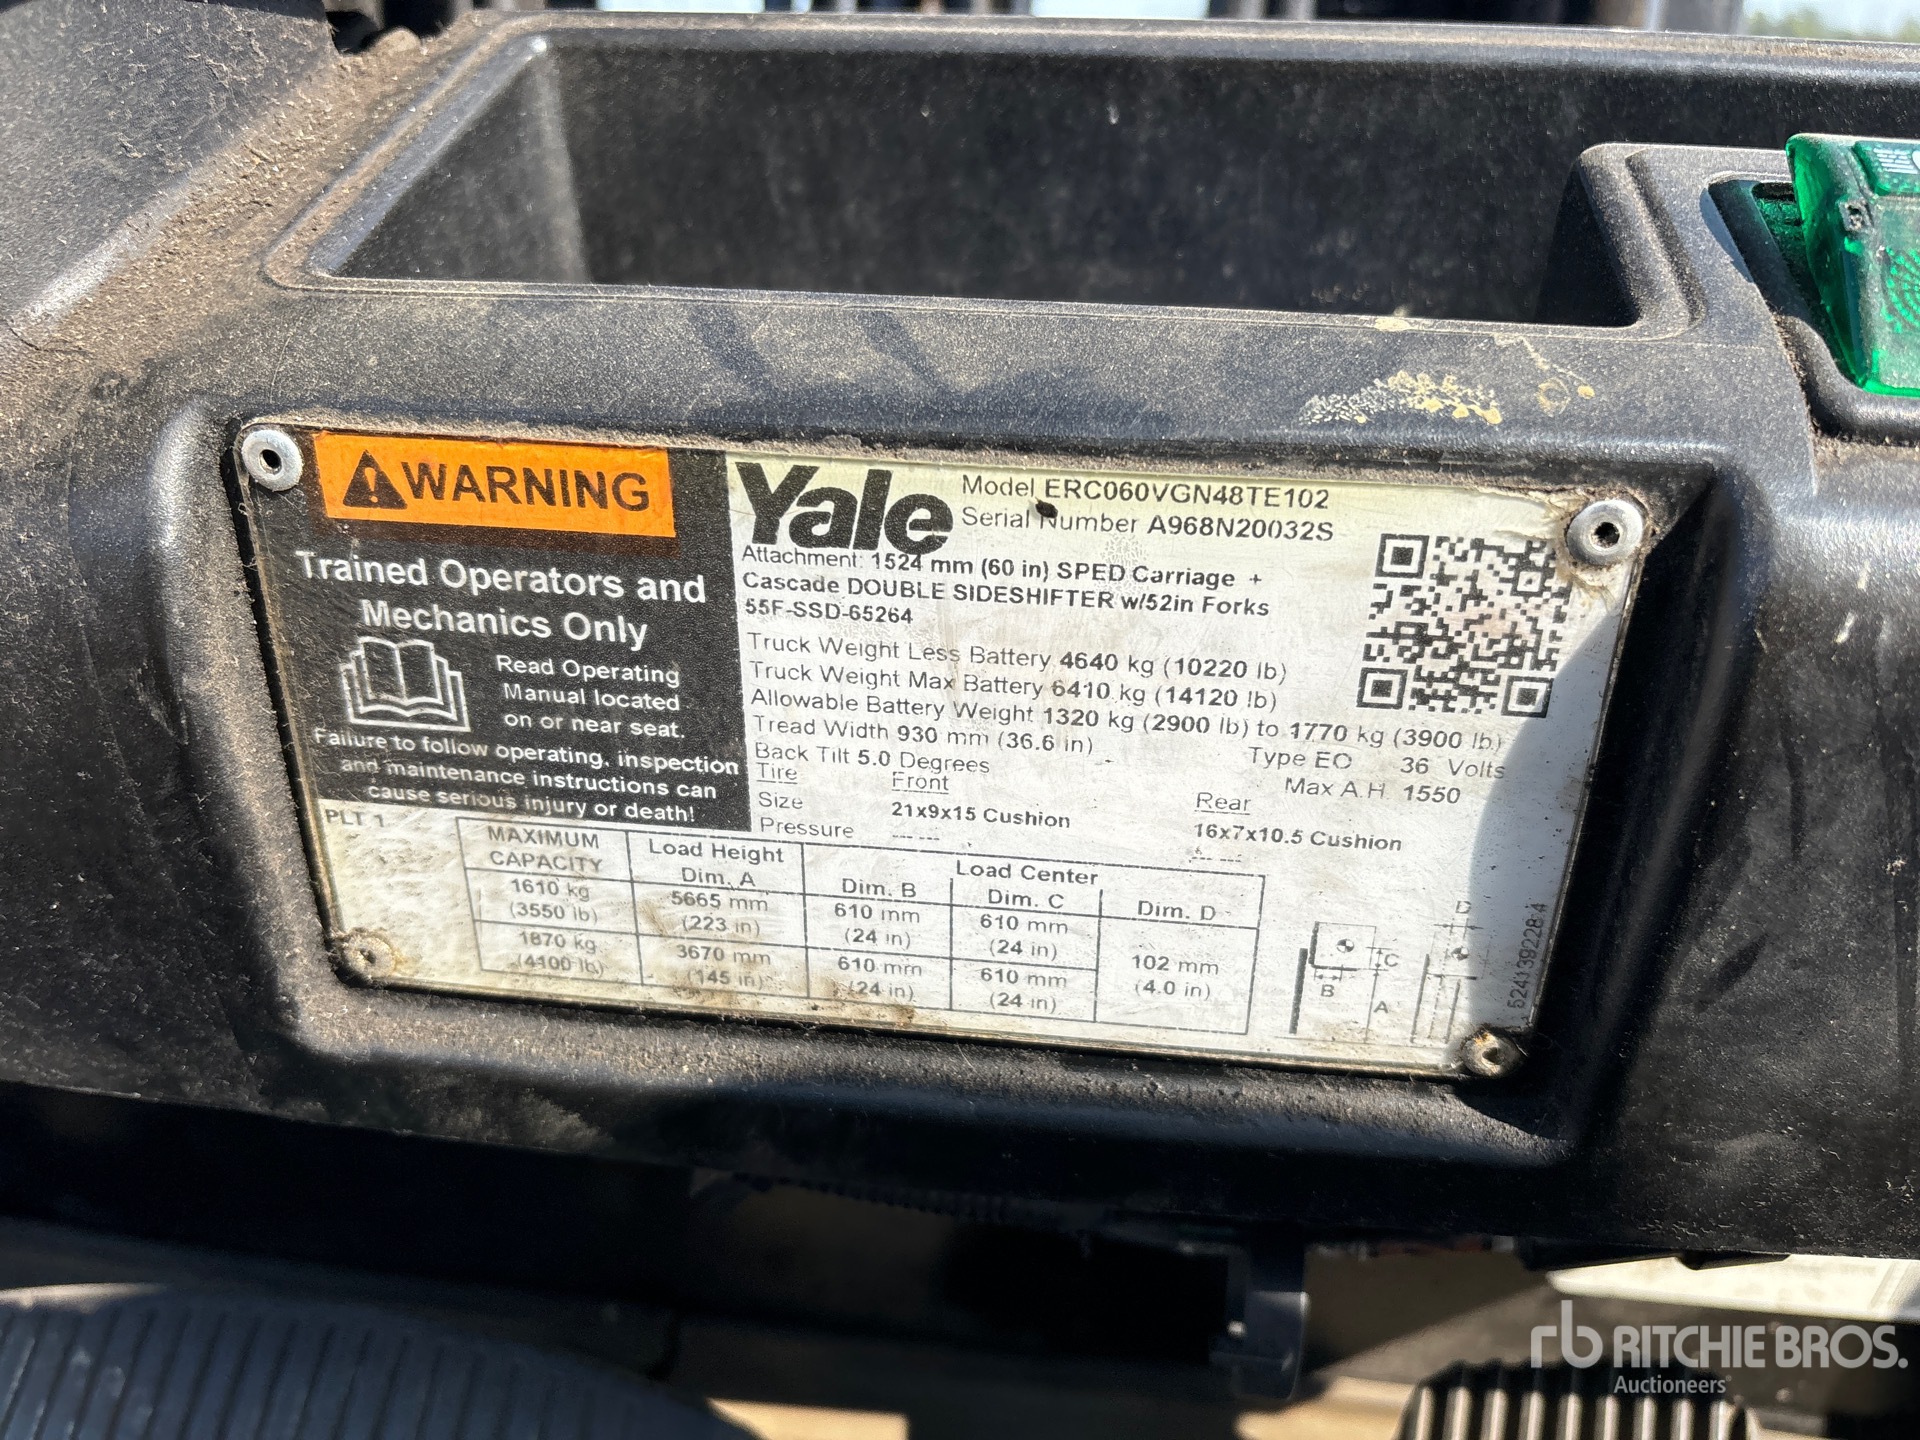 WARNING
Trained Operators and
Mechanics Only
Read Operating
Manual located
on or near seat.
Failure to follow operating, inspection
and maintenance instructions can
cause serious injury or death!
Yale
Model ERC060VGN48TE102
Serial Number A968N20032S
Attachment: 1524 mm (60 in) SPED Carriage +
Cascade DOUBLE SIDESHIFTER w/52in Forks
55F-SSD-65264
Truck Weight Less Battery 4640 kg (10220 lb)
Truck Weight Max Battery 6410 kg (14120 lb)
Allowable Battery Weight 1320 kg (2900 lb) to 1770 kg (3900 lb)
Tread Width 930 mm (36.6 in) Type EO 36 Volts
Back Tilt 5.0 Degrees Max A.H. 1550
Tire Front Rear
Size 21x9x15 Cushion 16x7x10.5 Cushion
Pressure --- --- --- ---
PLT 1
MAXIMUM CAPACITY Load Height Dim. A Load Center Dim. B Dim. C Dim. D
1610 kg (3550 lb) 5665 mm (223 in) 610 mm (24 in) 610 mm (24 in)
1870 kg (4100 lb) 3670 mm (145 in) 610 mm (24 in) 610 mm (24 in) 102 mm (4.0 in)
D
C
B
A
524139228:4
rb RITCHIE BROS.
Auctioneers